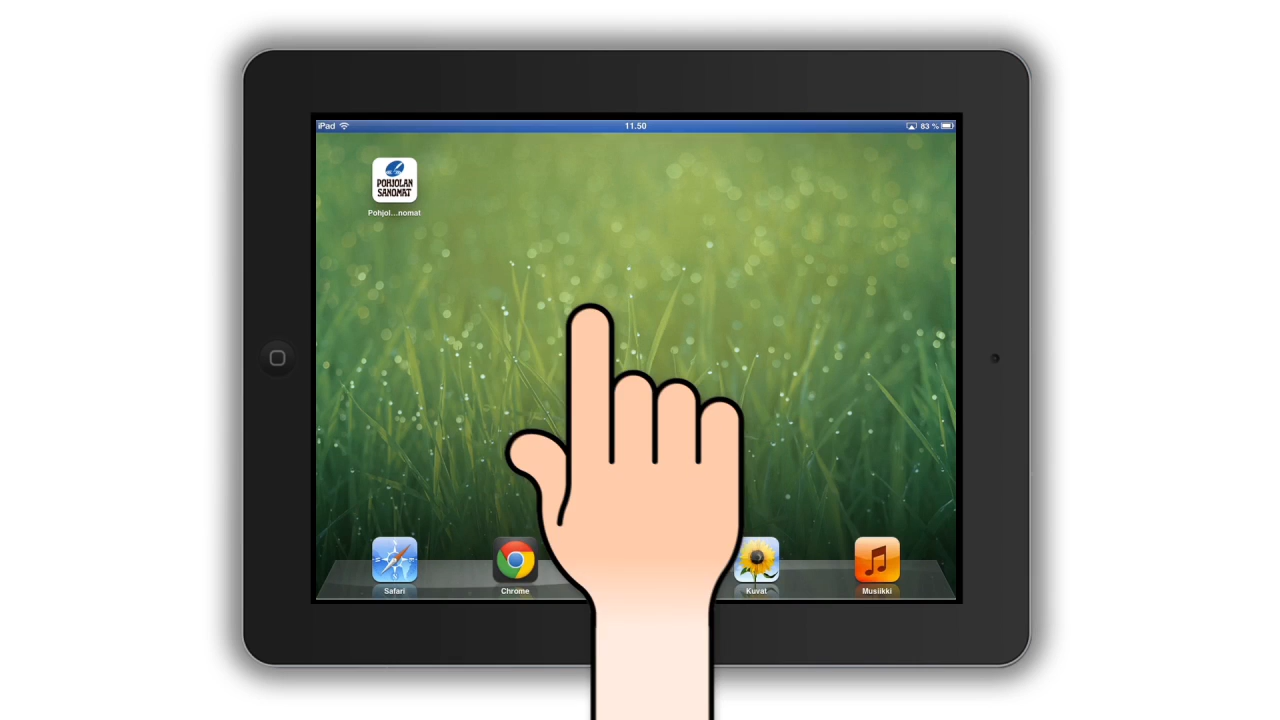 iPad 11.50 83 %
POHJOLAN
SANOMAT
Pohjol...nomat
Safari Chrome Kuvat Musiikki